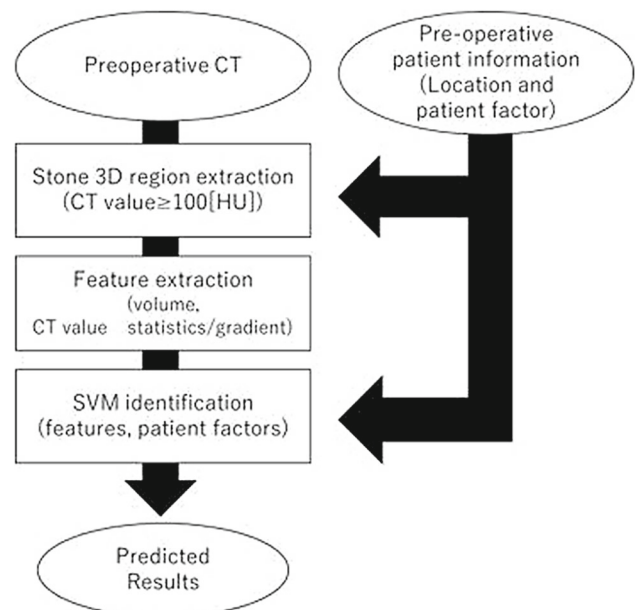 Preoperative CT
Pre-operative
patient information
(Location and
patient factor)
Stone 3D region extraction
(CT value≥100[HU])
Feature extraction
(volume,
CT value statistics/gradient)
SVM identification
(features, patient factors)
Predicted
Results